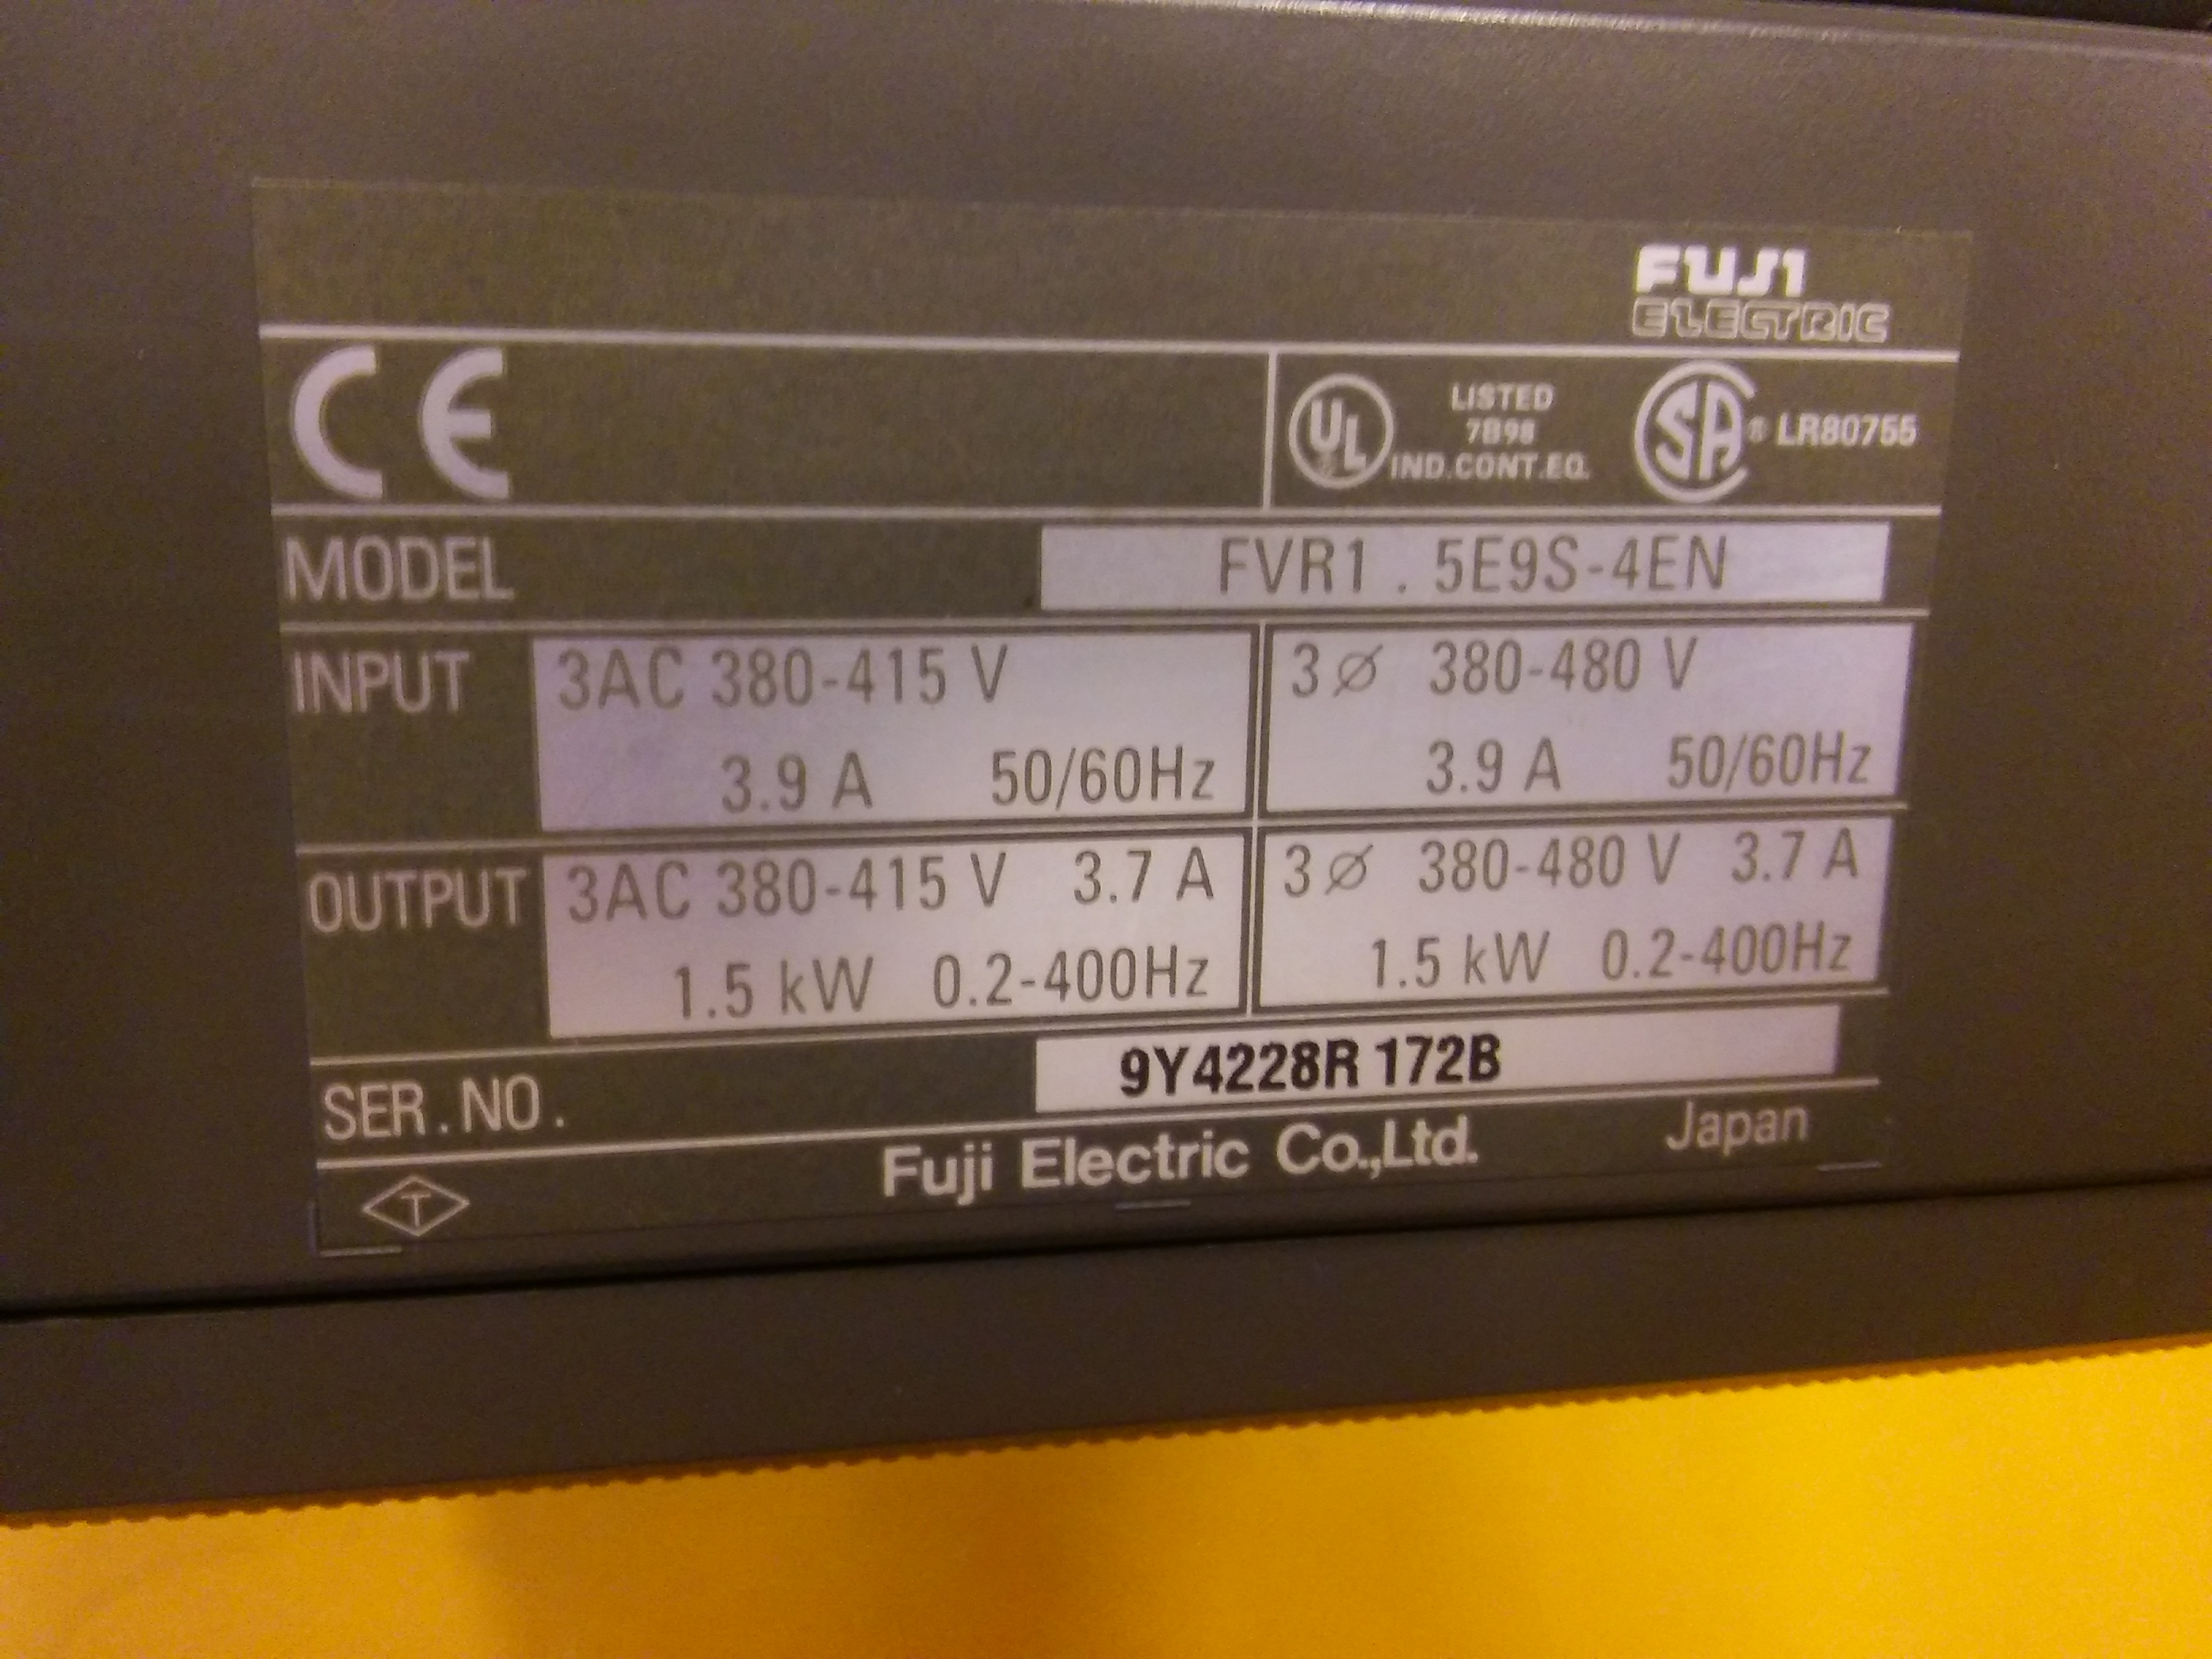 FUJI
ELECTRIC
CE
UL
®
LISTED
7B98
IND.CONT.EQ.
SA ® LR80755
MODEL FVR1.5E9S-4EN
INPUT 3AC 380-415 V 3∅ 380-480 V
3.9 A 50/60Hz 3.9 A 50/60Hz
OUTPUT 3AC 380-415 V 3.7 A 3∅ 380-480 V 3.7 A
1.5 kW 0.2-400Hz 1.5 kW 0.2-400Hz
SER.NO. 9Y4228R172B
T Fuji Electric Co.,Ltd. Japan